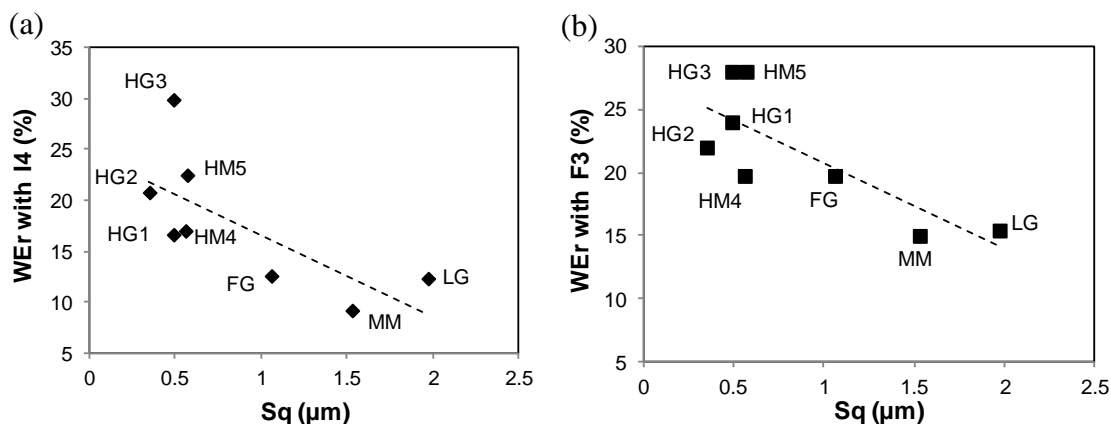 (a)
WEr with I4 (%)
35
30
25
20
15
10
5
HG3
HM5
HG2
HG1
HM4
FG
LG
MM
0
0.5
1
1.5
2
2.5
Sq (µm)
(b)
WEr with F3 (%)
30
25
20
15
10
5
HG3
HM5
HG1
HG2
HM4
FG
LG
MM
0
0.5
1
1.5
2
2.5
Sq (µm)